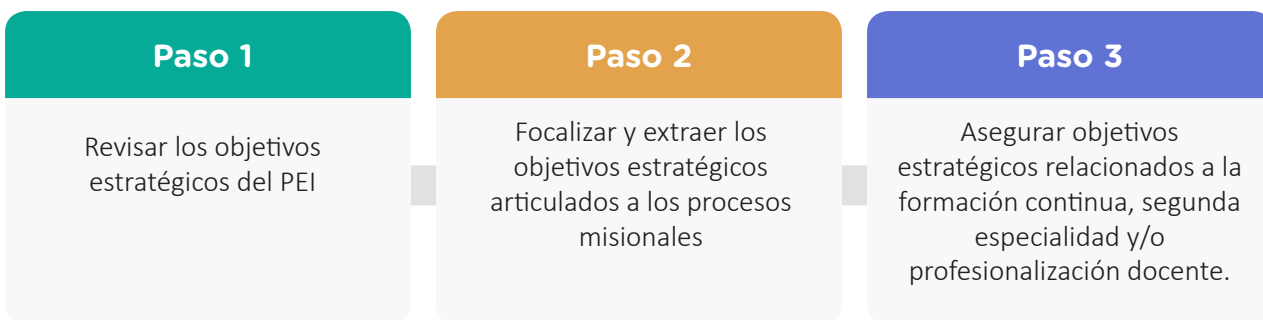 Paso 1
Revisar los objetivos
estratégicos del PEI
Paso 2
Focalizar y extraer los
objetivos estratégicos
articulados a los procesos
misionales
Paso 3
Asegurar objetivos
estratégicos relacionados a la
formación continua, segunda
especialidad y/o
profesionalización docente.